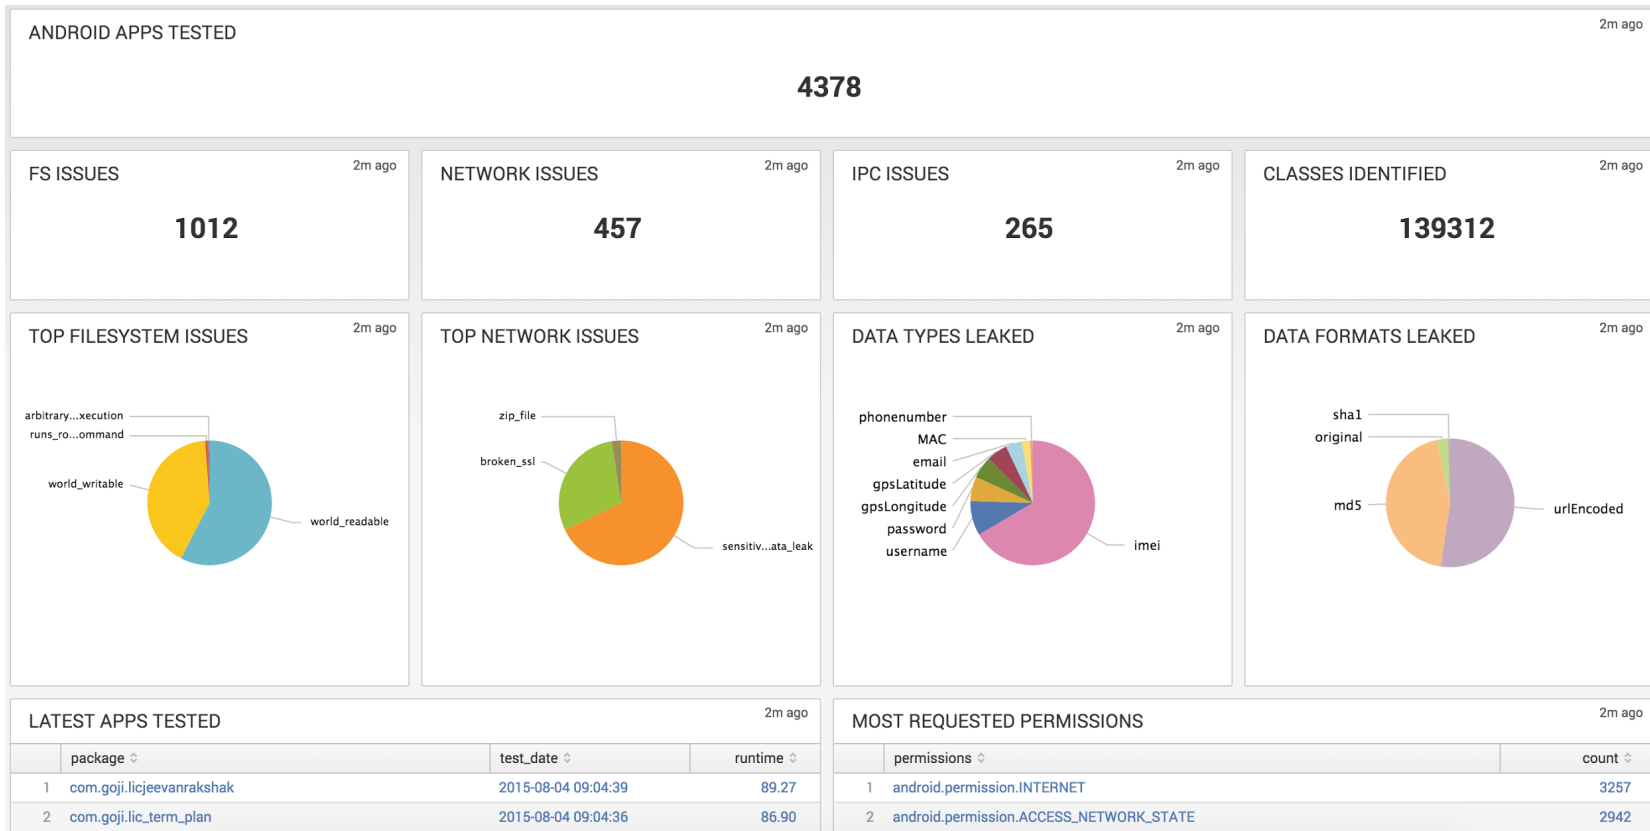 ANDROID APPS TESTED
2m ago
4378
FS ISSUES
2m ago
1012
NETWORK ISSUES
2m ago
457
IPC ISSUES
2m ago
265
CLASSES IDENTIFIED
2m ago
139312
TOP FILESYSTEM ISSUES
2m ago
arbitrary...xecution
runs_ro...ommand
world_writable
world_readable
TOP NETWORK ISSUES
2m ago
zip_file
broken_ssl
sensitiv...ata_leak
DATA TYPES LEAKED
2m ago
phonenumber
MAC
email
gpsLatitude
gpsLongitude
password
username
imei
DATA FORMATS LEAKED
2m ago
sha1
original
md5
urlEncoded
LATEST APPS TESTED
2m ago
package test_date runtime
1 com.goji.licjeevanrakshak 2015-08-04 09:04:39 89.27
2 com.goji.lic_term_plan 2015-08-04 09:04:36 86.90
MOST REQUESTED PERMISSIONS
2m ago
permissions count
1 android.permission.INTERNET 3257
2 android.permission.ACCESS_NETWORK_STATE 2942